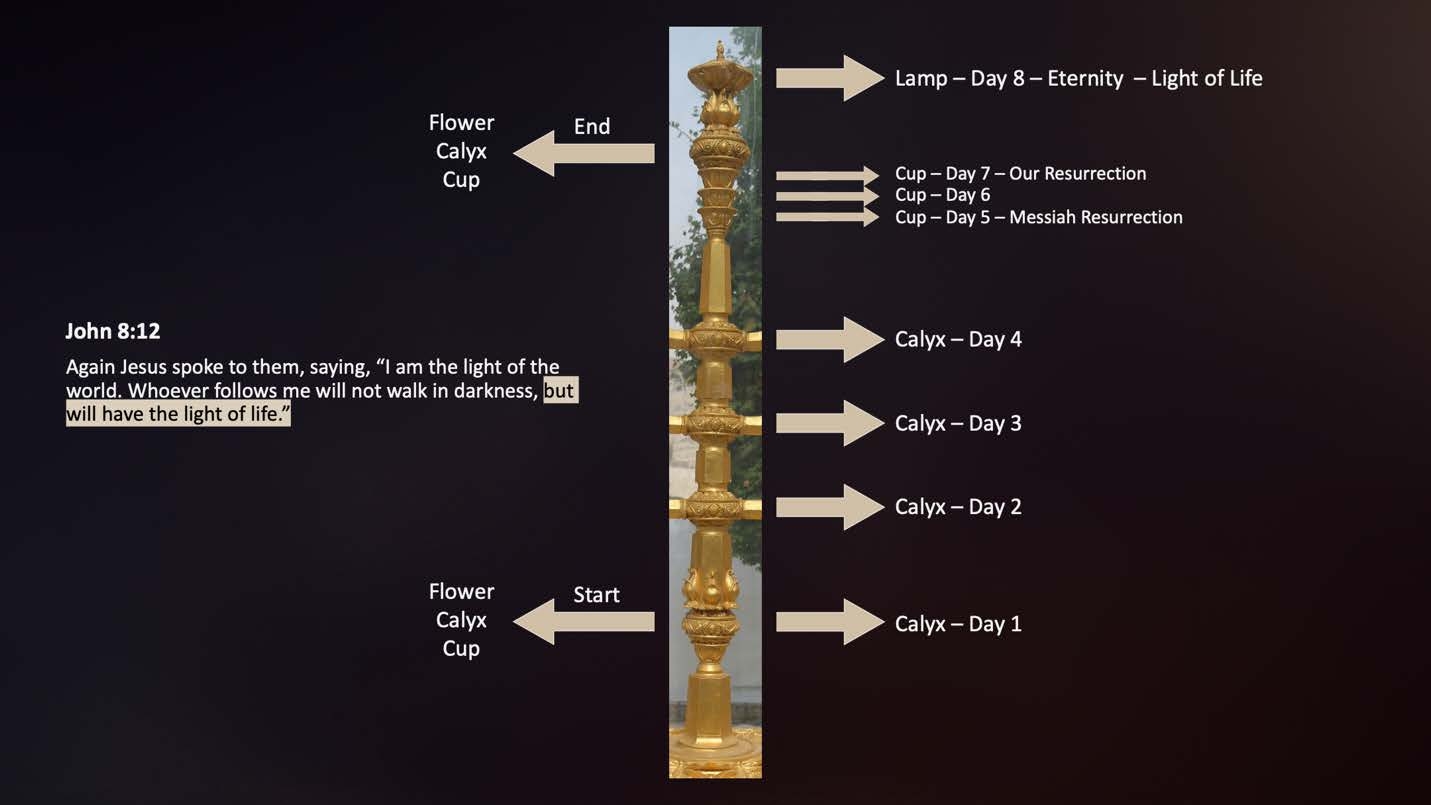 Lamp – Day 8 – Eternity – Light of Life
Flower
Calyx
Cup
End
Cup – Day 7 – Our Resurrection
Cup – Day 6
Cup – Day 5 – Messiah Resurrection
John 8:12
Again Jesus spoke to them, saying, “I am the light of the
world. Whoever follows me will not walk in darkness, but
will have the light of life.”
Calyx – Day 4
Calyx – Day 3
Calyx – Day 2
Flower
Calyx
Cup
Start
Calyx – Day 1